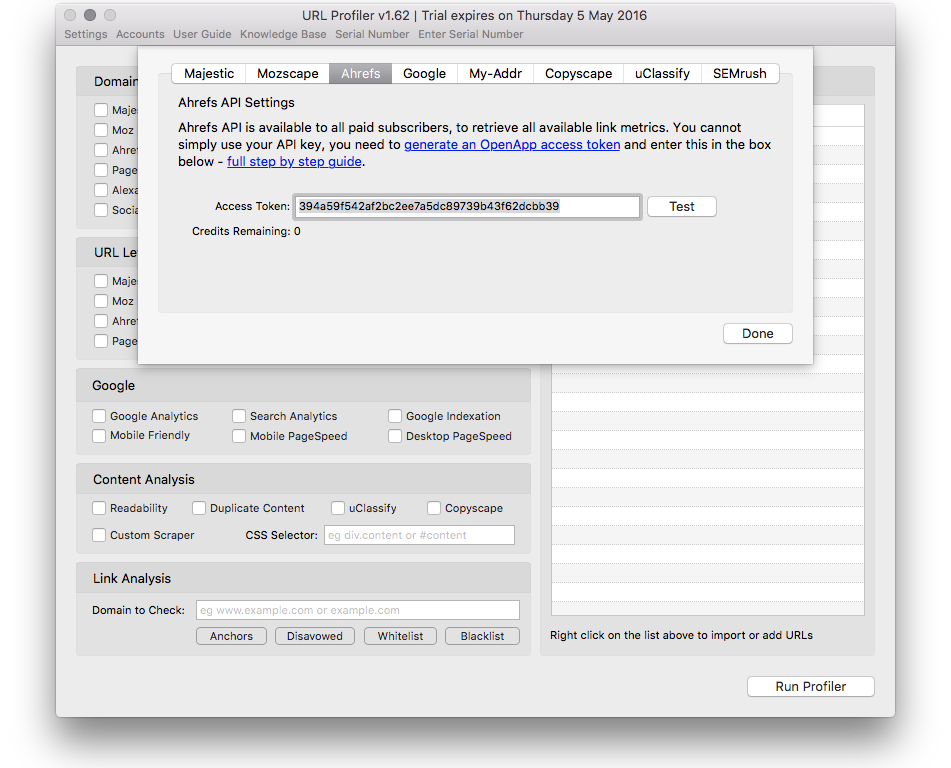 URL Profiler v1.62 | Trial expires on Thursday 5 May 2016
Settings Accounts User Guide Knowledge Base Serial Number Enter Serial Number
Majestic Mozscape Ahrefs Google My-Addr Copyscape uClassify SEMrush
Ahrefs API Settings
Ahrefs API is available to all paid subscribers, to retrieve all available link metrics. You cannot
simply use your API key, you need to generate an OpenApp access token and enter this in the box
below - full step by step guide.
Access Token: 394a59f542af2bc2ee7a5dc89739b43f62dcbb39 Test
Credits Remaining: 0
Done
Domain
Maje
Moz
Ahre
Page
Alexa
Socia
URL Le
Maje
Moz
Ahre
Page
Google
Google Analytics Search Analytics Google Indexation
Mobile Friendly Mobile PageSpeed Desktop PageSpeed
Content Analysis
Readability Duplicate Content uClassify Copyscape
Custom Scraper CSS Selector: eg div.content or #content
Link Analysis
Domain to Check: eg www.example.com or example.com
Anchors Disavowed Whitelist Blacklist
Right click on the list above to import or add URLs
Run Profiler